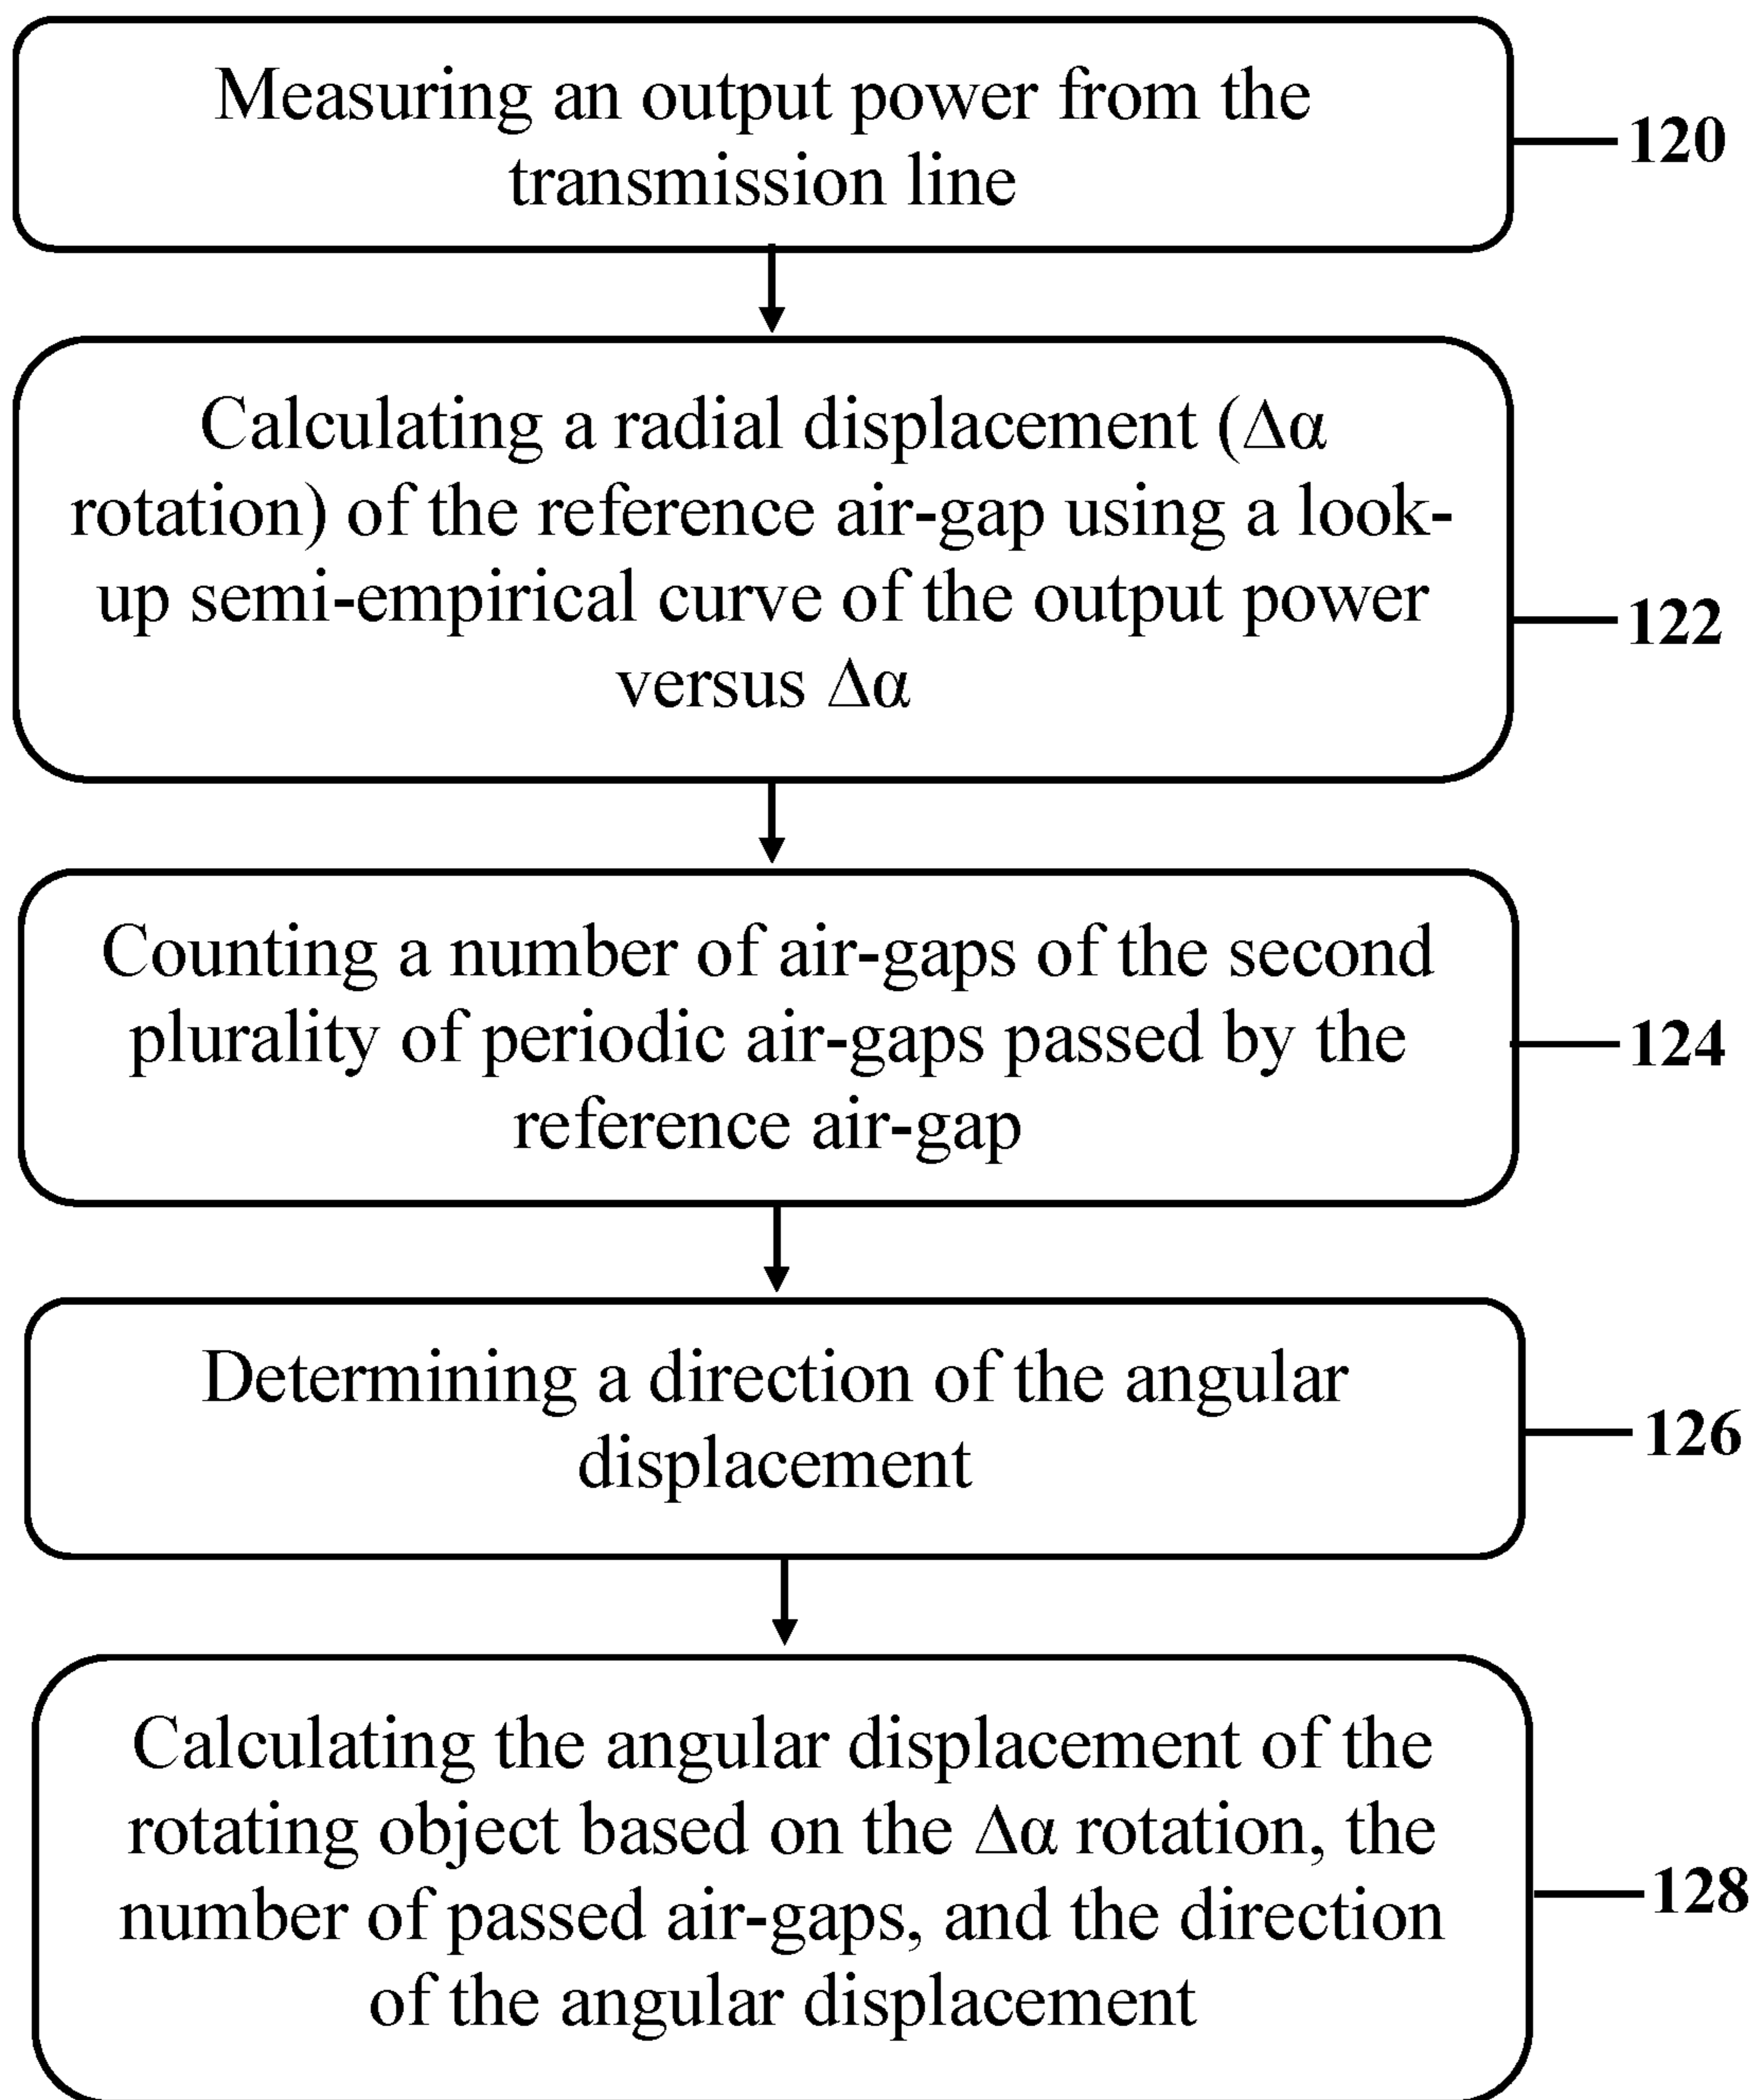 Measuring an output power from the
transmission line
120
Calculating a radial displacement (Δα
rotation) of the reference air-gap using a look-
up semi-empirical curve of the output power
versus Δα
122
Counting a number of air-gaps of the second
plurality of periodic air-gaps passed by the
reference air-gap
124
Determining a direction of the angular
displacement
126
Calculating the angular displacement of the
rotating object based on the Δα rotation, the
number of passed air-gaps, and the direction
of the angular displacement
128